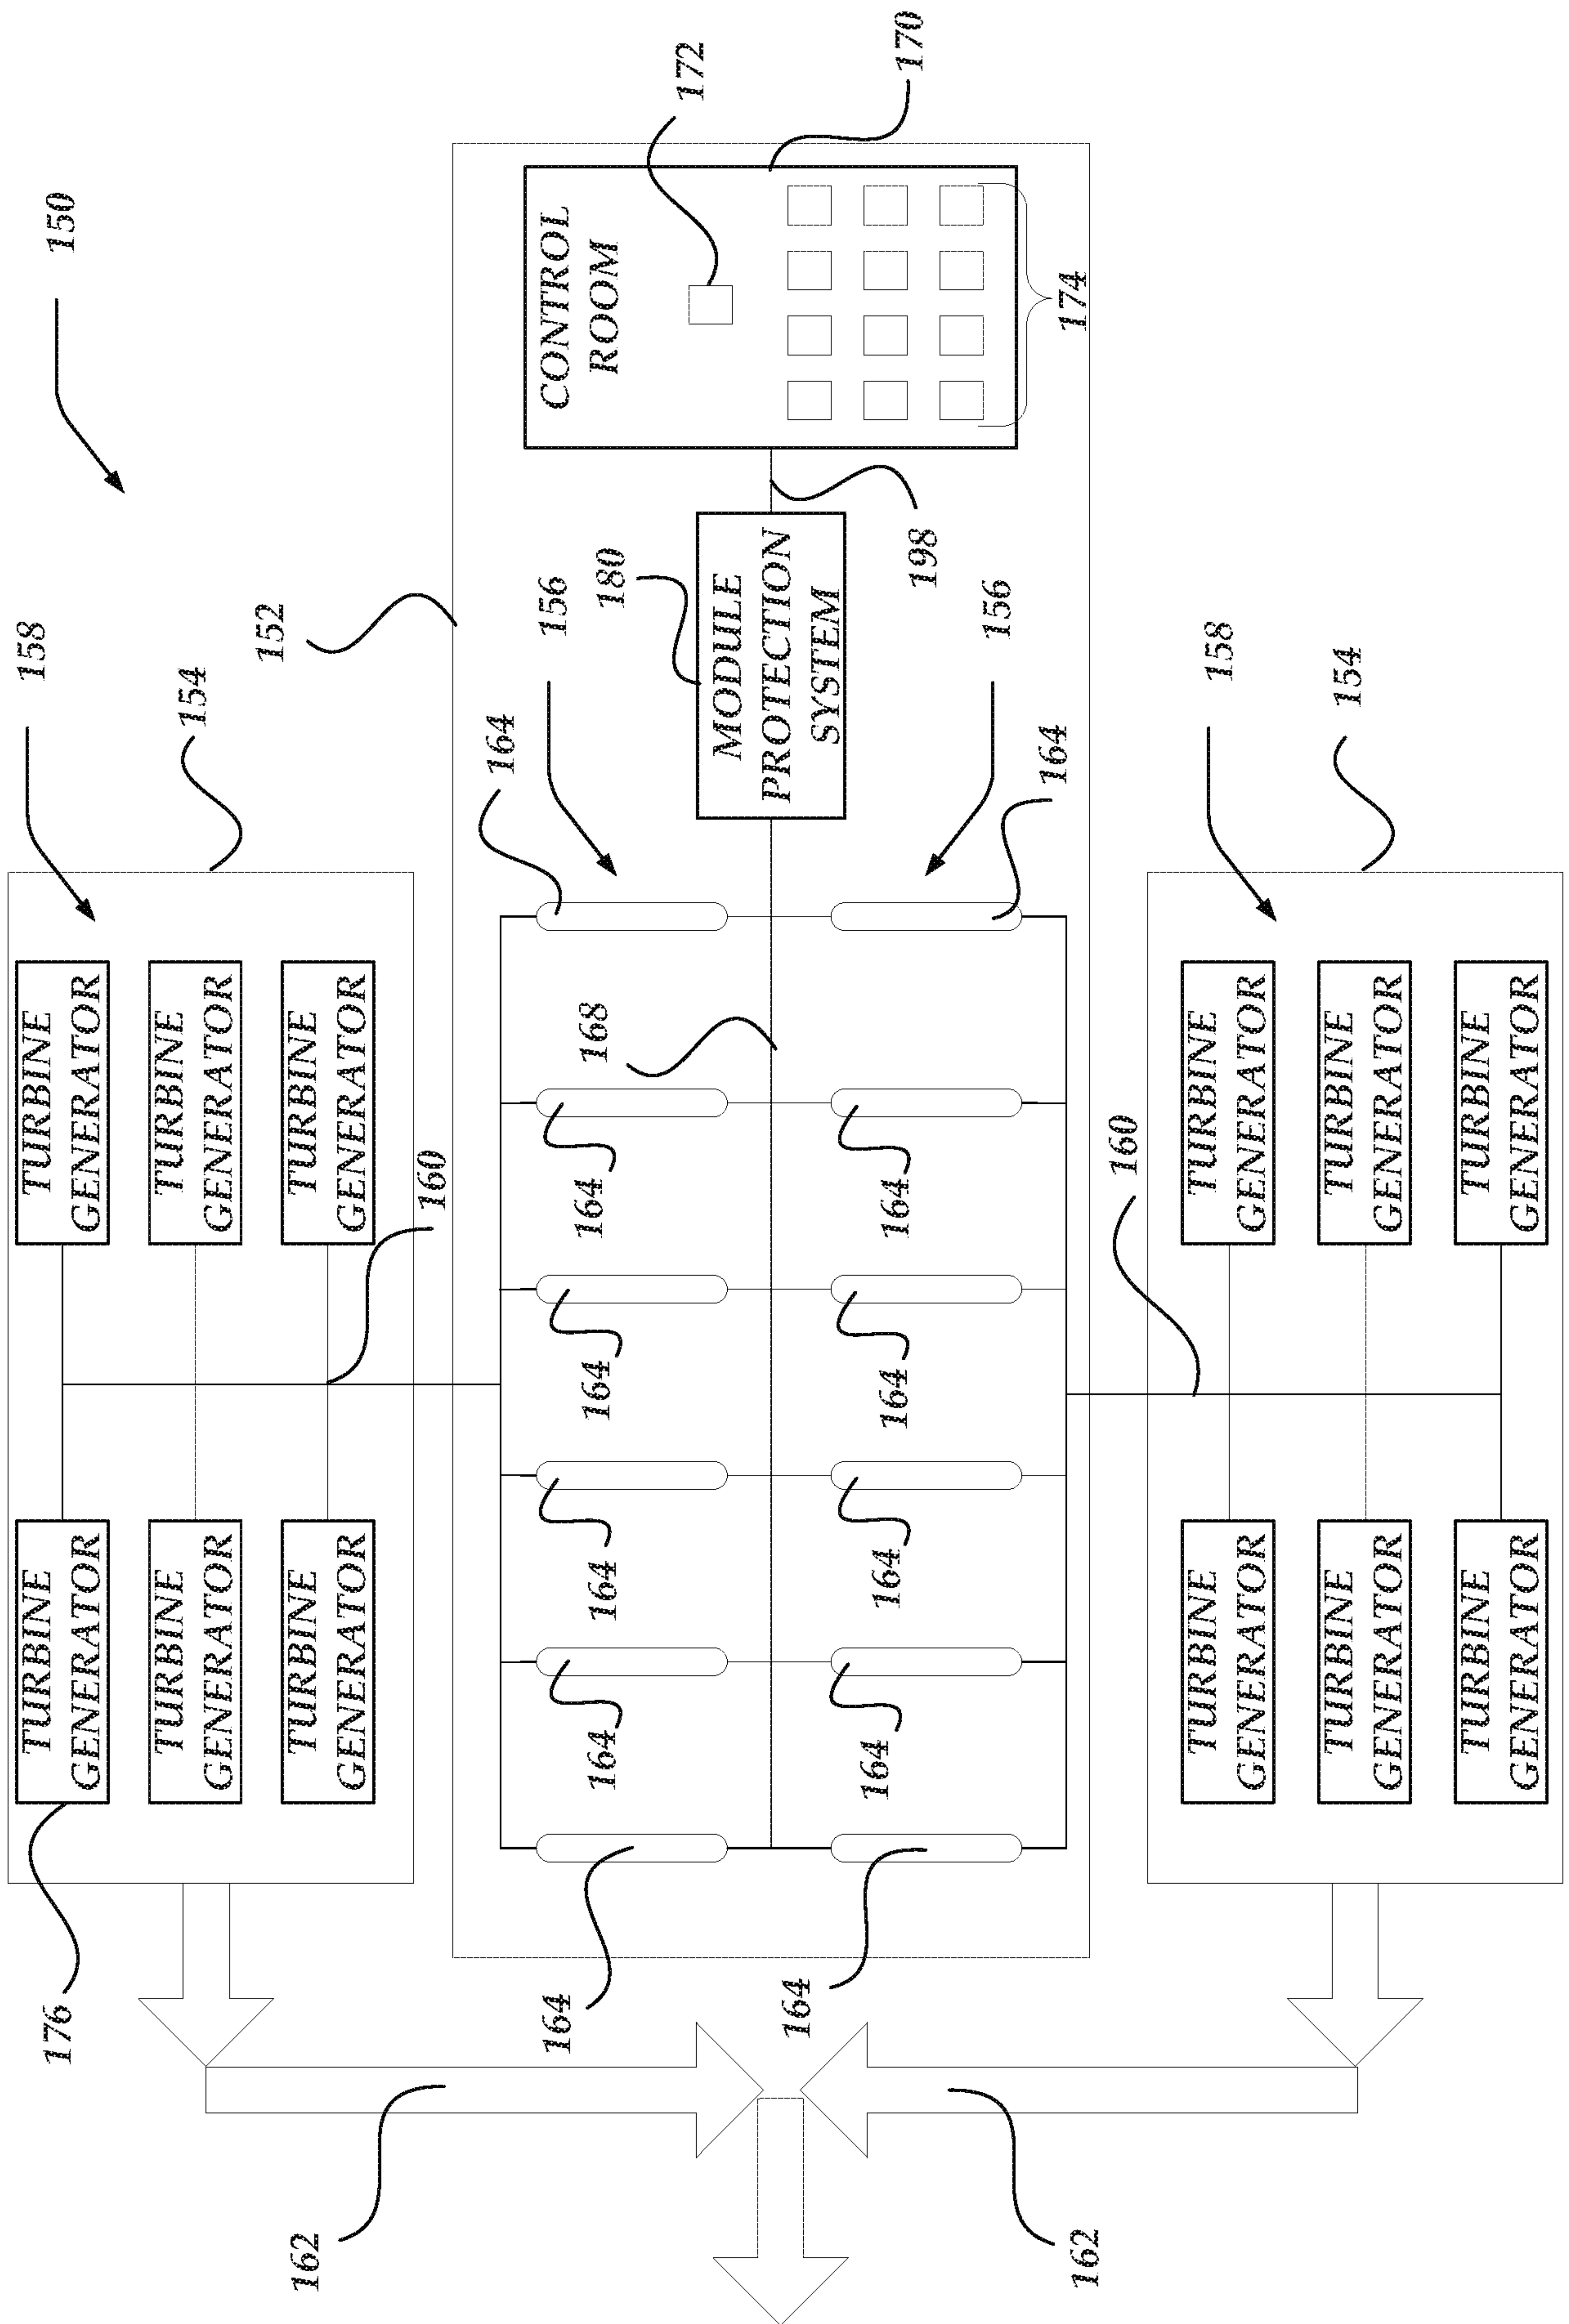 150
158
176
TURBINE
GENERATOR
TURBINE
GENERATOR
TURBINE
GENERATOR
TURBINE
GENERATOR
TURBINE
GENERATOR
TURBINE
GENERATOR
154
152
162
160
164
164
164
164
164
164
156
168
180
MODULE
PROTECTION
SYSTEM
CONTROL
ROOM
172
170
174
198
164
164
164
164
164
164
156
162
160
158
154
TURBINE
GENERATOR
TURBINE
GENERATOR
TURBINE
GENERATOR
TURBINE
GENERATOR
TURBINE
GENERATOR
TURBINE
GENERATOR